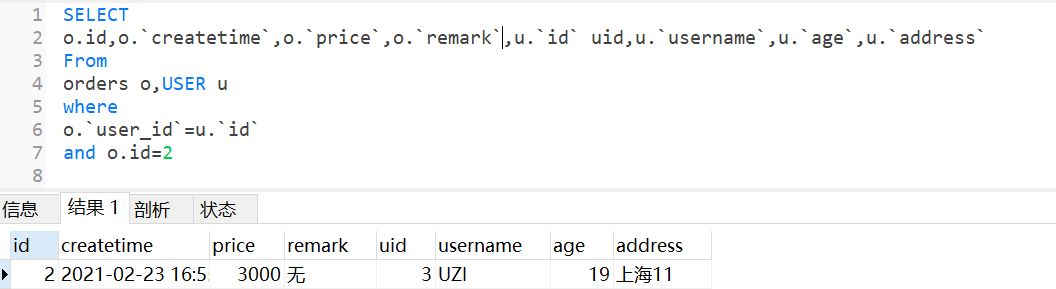 1 SELECT
2 o.id,o.`createtime`,o.`price`,o.`remark`,u.`id` uid,u.`username`,u.`age`,u.`address`
3 From
4 orders o,USER u
5 where
6 o.`user_id`=u.`id`
7 and o.id=2
8
信息 结果 1 剖析 状态
id createtime price remark uid username age address
2 2021-02-23 16:5 3000 无 3 UZI 19 上海11